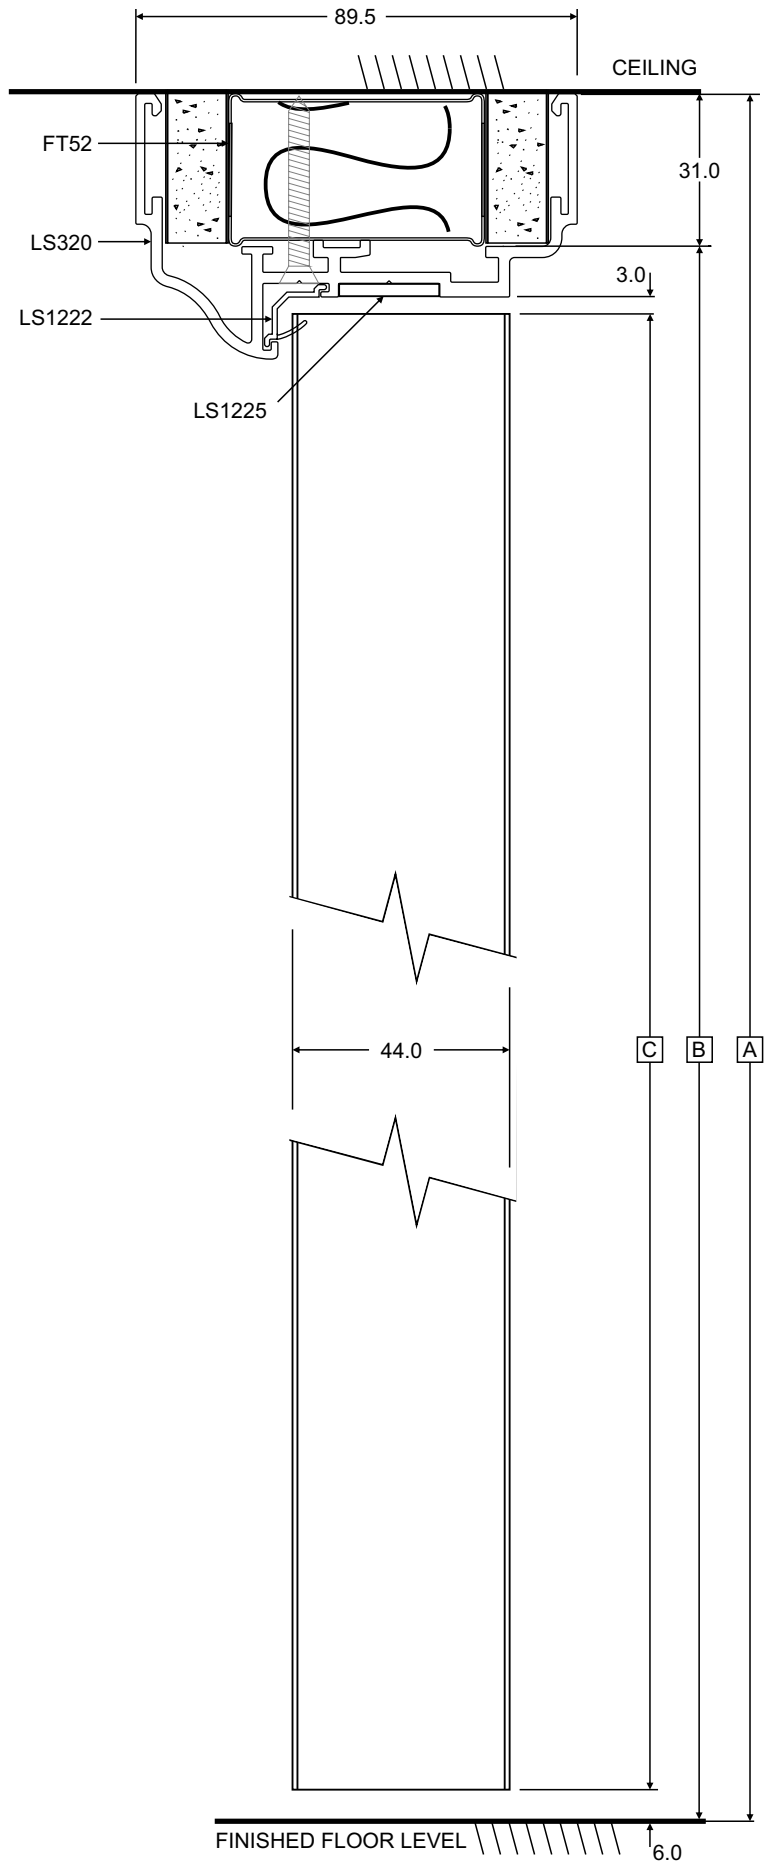 89.5
CEILING
FT52
31.0
LS320
3.0
LS1222
LS1225
44.0
C
B
A
FINISHED FLOOR LEVEL
6.0